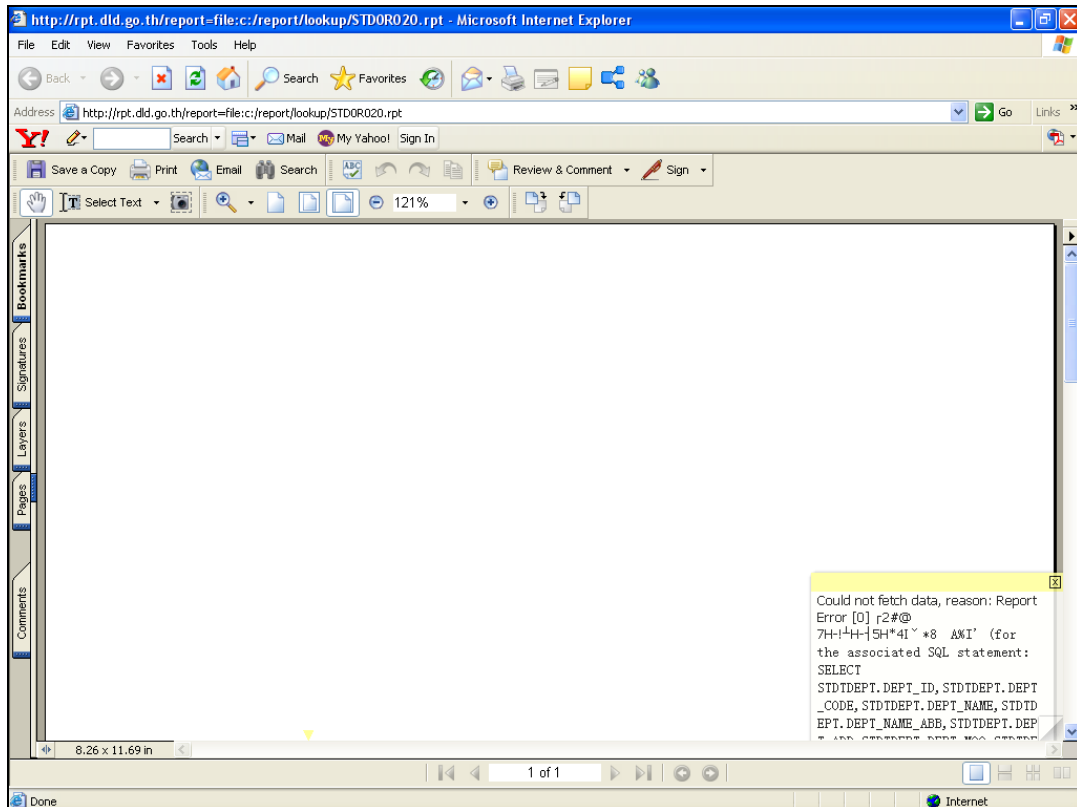 http://rpt.dld.go.th/report=file:c:/report/lookup/STD0R020.rpt - Microsoft Internet Explorer
File Edit View Favorites Tools Help
Back Search Favorites
Address http://rpt.dld.go.th/report=file:c:/report/lookup/STD0R020.rpt Go Links »
Y! Search Mail My Yahoo! Sign In
Save a Copy Print Email Search Review & Comment Sign
Select Text 121%
Bookmarks
Signatures
Layers
Pages
Comments
Could not fetch data, reason: Report
Error [0] ┌2#@
(for
the associated SQL statement:
SELECT
STDTDEPT.DEPT_ID,STDTDEPT.DEPT
_CODE,STDTDEPT.DEPT_NAME,STDTD
EPT.DEPT_NAME_ABB,STDTDEPT.DEP
8.26 x 11.69 in
1 of 1
Done Internet